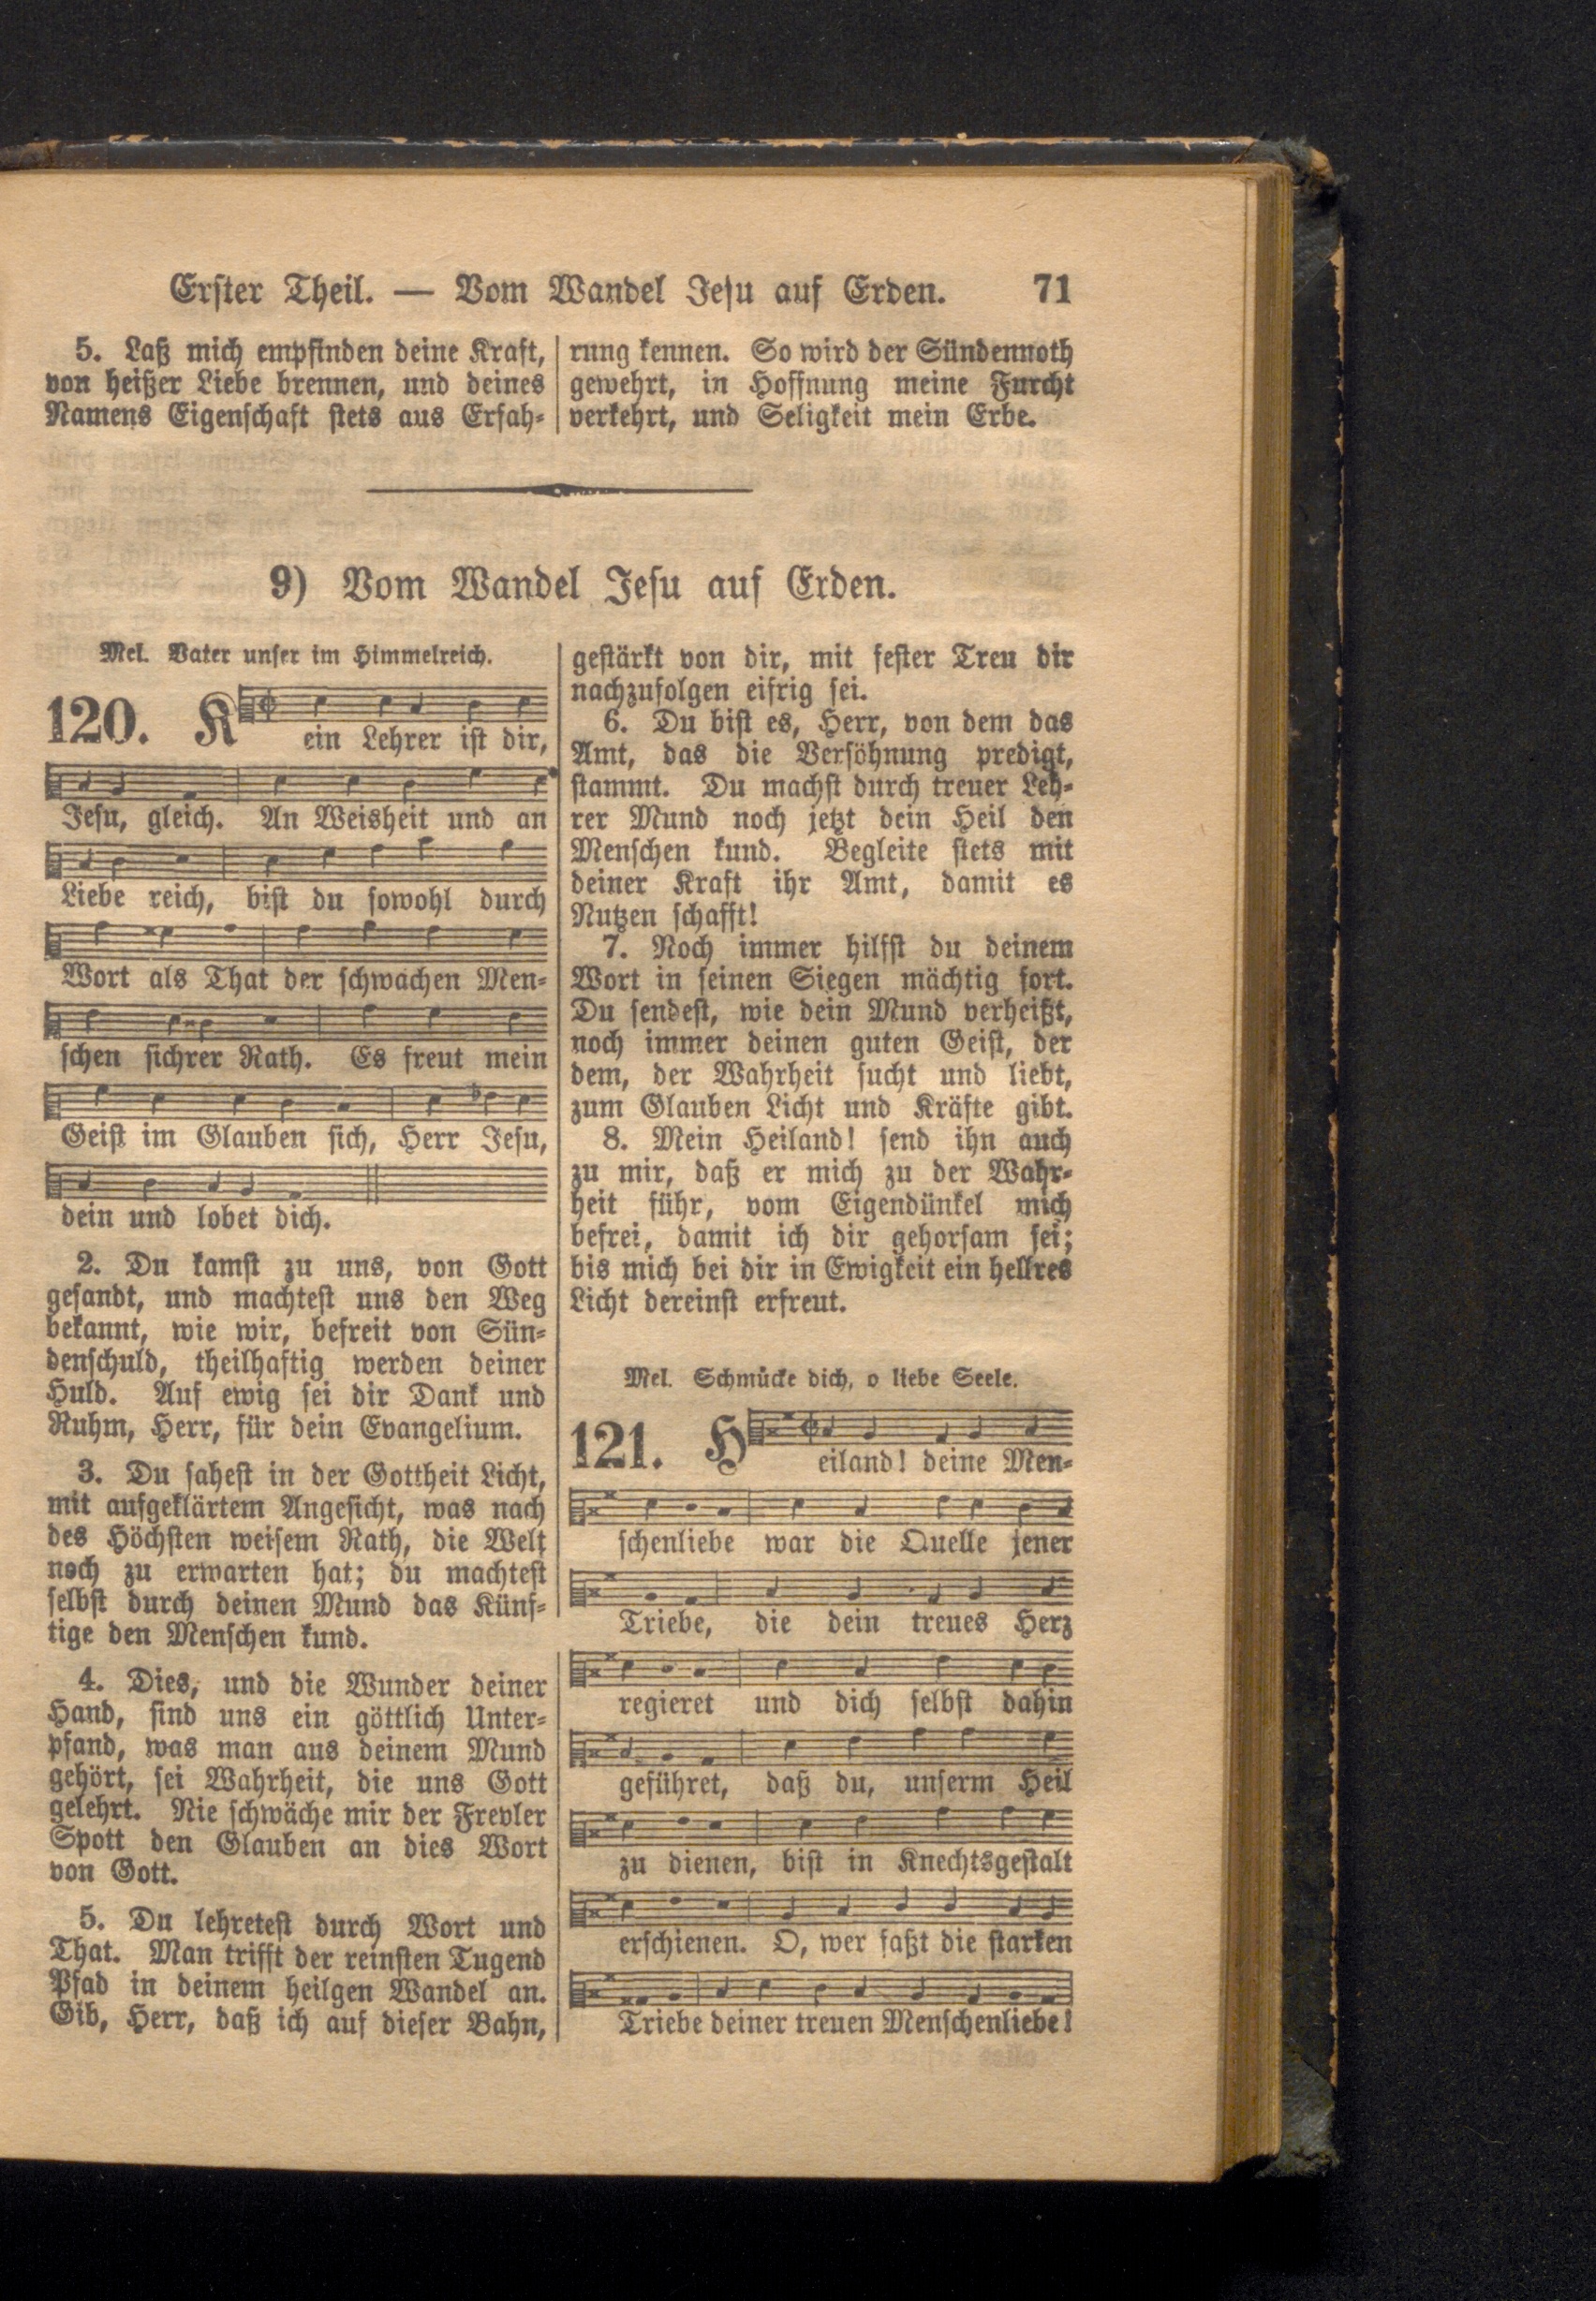 Erster Theil. — Vom Wandel Jesu auf Erden. 71
5. Laß mich empfinden deine Kraft,
von heißer Liebe brennen, und deines
Namens Eigenschaft stets aus Erfah-
rung kennen. So wird der Sündennoth
gewehrt, in Hoffnung meine Furcht
verkehrt, und Seligkeit mein Erbe.
9) Vom Wandel Jesu auf Erden.
Mel. Vater unser im Himmelreich.
120. Kein Lehrer ist dir,
Jesu, gleich. An Weisheit und an
Liebe reich, bist du sowohl durch
Wort als That der schwachen Men-
schen sichrer Rath. Es freut mein
Geist im Glauben sich, Herr Jesu,
dein und lobet dich.
2. Du kamst zu uns, von Gott
gesandt, und machtest uns den Weg
bekannt, wie wir, befreit von Sün-
denschuld, theilhaftig werden deiner
Huld. Auf ewig sei dir Dank und
Ruhm, Herr, für dein Evangelium.
3. Du sahest in der Gottheit Licht,
mit aufgeklärtem Angesicht, was nach
des Höchsten weisem Rath, die Welt
noch zu erwarten hat; du machtest
selbst durch deinen Mund das Künf-
tige den Menschen kund.
4. Dies, und die Wunder deiner
Hand, sind uns ein göttlich Unter-
pfand, was man aus deinem Mund
gehört, sei Wahrheit, die uns Gott
gelehrt. Nie schwäche mir der Frevler
Spott den Glauben an dies Wort
von Gott.
5. Du lehretest durch Wort und
That. Man trifft der reinsten Tugend
Pfad in deinem heilgen Wandel an.
Gib, Herr, daß ich auf dieser Bahn,
gestärkt von dir, mit fester Treu dir
nachzufolgen eifrig sei.
6. Du bist es, Herr, von dem das
Amt, das die Versöhnung predigt,
stammt. Du machst durch treuer Leh-
rer Mund noch jetzt dein Heil den
Menschen kund. Begleite stets mit
deiner Kraft ihr Amt, damit es
Nutzen schafft!
7. Noch immer hilfst du deinem
Wort in seinen Siegen mächtig fort.
Du sendest, wie dein Mund verheißt,
noch immer deinen guten Geist, der
dem, der Wahrheit sucht und liebt,
zum Glauben Licht und Kräfte gibt.
8. Mein Heiland! send ihn auch
zu mir, daß er mich zu der Wahr-
heit führ, vom Eigendünkel mich
befrei, damit ich dir gehorsam sei;
bis mich bei dir in Ewigkeit ein hellres
Licht dereinst erfreut.
Mel. Schmücke dich, o liebe Seele.
121. Heiland! deine Men-
schenliebe war die Quelle jener
Triebe, die dein treues Herz
regieret und dich selbst dahin
geführet, daß du, unserm Heil
zu dienen, bist in Knechtsgestalt
erschienen. O, wer faßt die starken
Triebe deiner treuen Menschenliebe!